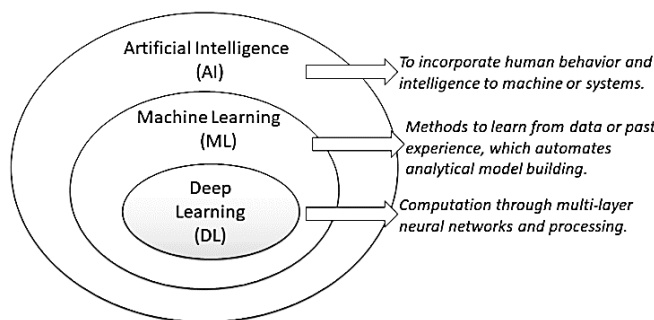 Artificial Intelligence
(AI)
To incorporate human behavior and
intelligence to machine or systems.
Machine Learning
(ML)
Methods to learn from data or past
experience, which automates
analytical model building.
Deep
Learning
(DL)
Computation through multi-layer
neural networks and processing.